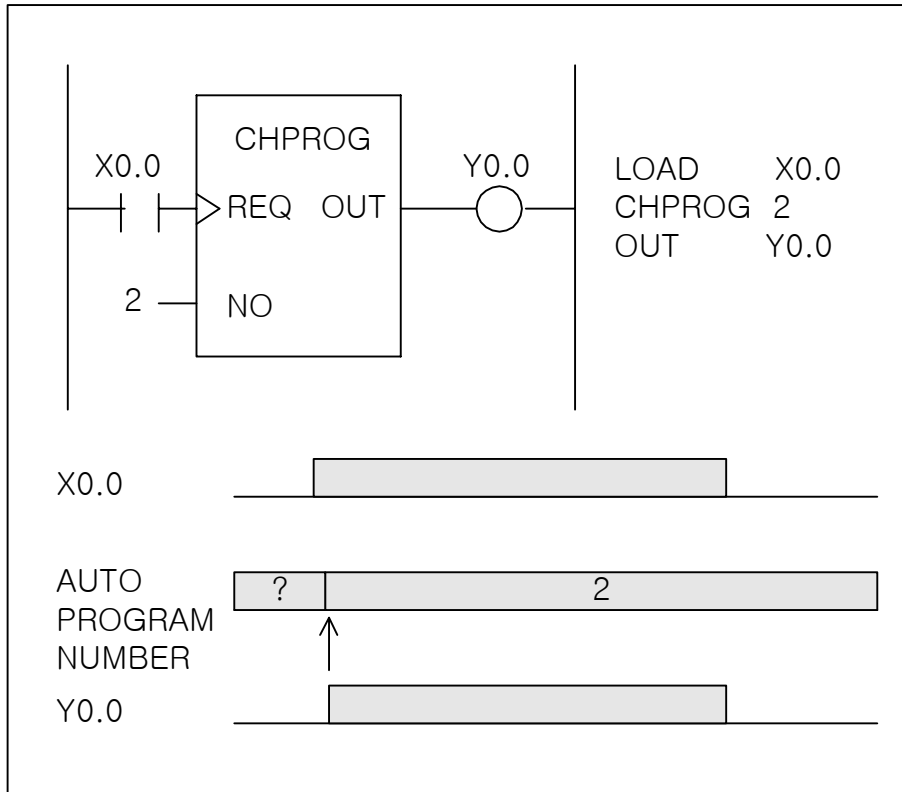 CHPROG
X0.0
Y0.0
REQ OUT
2
NO
LOAD X0.0
CHPROG 2
OUT Y0.0
X0.0
AUTO
PROGRAM
NUMBER
? 2
Y0.0